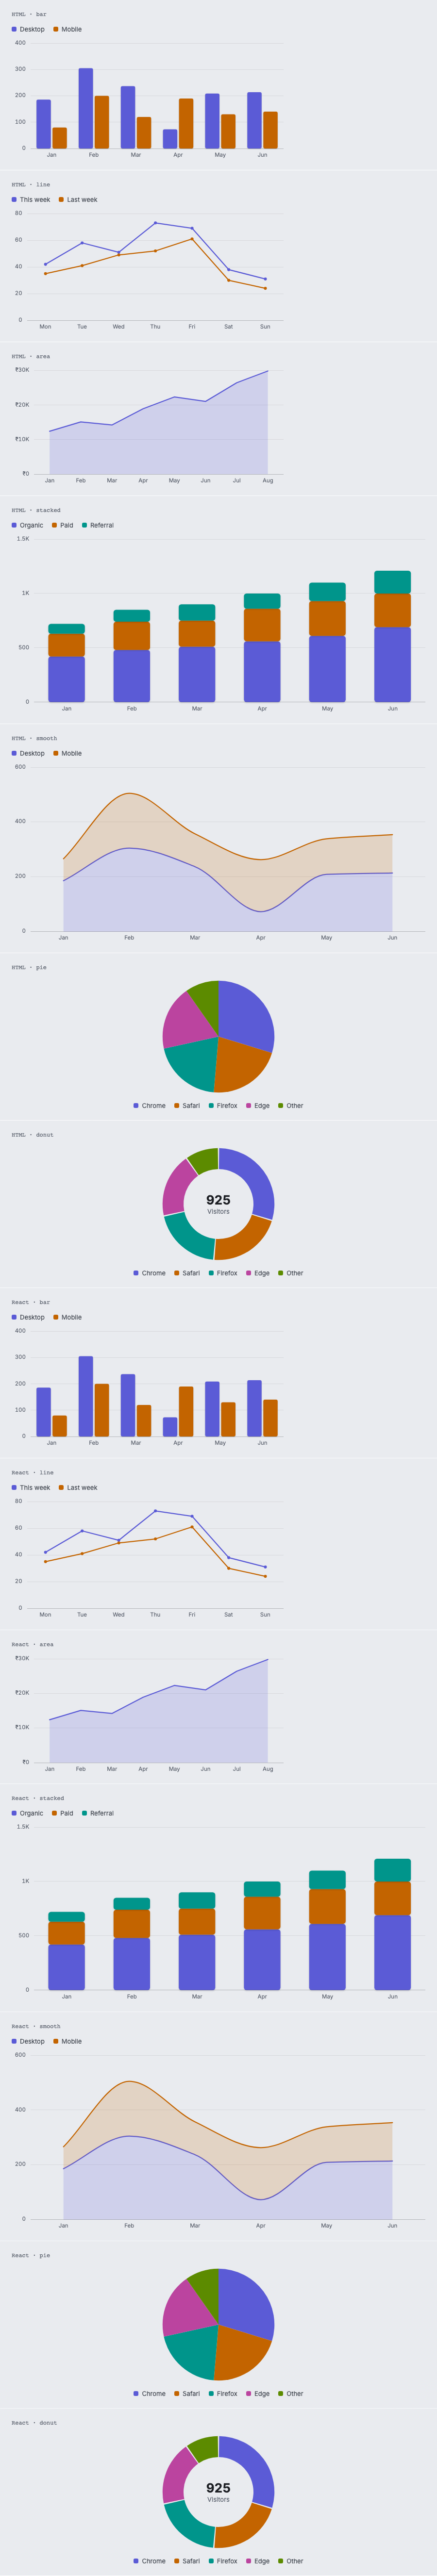 HTML · bar
Desktop Mobile
400
300
200
100
0
Jan Feb Mar Apr May Jun
HTML · line
This week Last week
80
60
40
20
0
Mon Tue Wed Thu Fri Sat Sun
HTML · area
₹30K
₹20K
₹10K
₹0
Jan Feb Mar Apr May Jun Jul Aug
HTML · stacked
Organic Paid Referral
1.5K
1K
500
0
Jan Feb Mar Apr May Jun
HTML · smooth
Desktop Mobile
600
400
200
0
Jan Feb Mar Apr May Jun
HTML · pie
Chrome Safari Firefox Edge Other
HTML · donut
925
Visitors
Chrome Safari Firefox Edge Other
React · bar
Desktop Mobile
400
300
200
100
0
Jan Feb Mar Apr May Jun
React · line
This week Last week
80
60
40
20
0
Mon Tue Wed Thu Fri Sat Sun
React · area
₹30K
₹20K
₹10K
₹0
Jan Feb Mar Apr May Jun Jul Aug
React · stacked
Organic Paid Referral
1.5K
1K
500
0
Jan Feb Mar Apr May Jun
React · smooth
Desktop Mobile
600
400
200
0
Jan Feb Mar Apr May Jun
React · pie
Chrome Safari Firefox Edge Other
React · donut
925
Visitors
Chrome Safari Firefox Edge Other